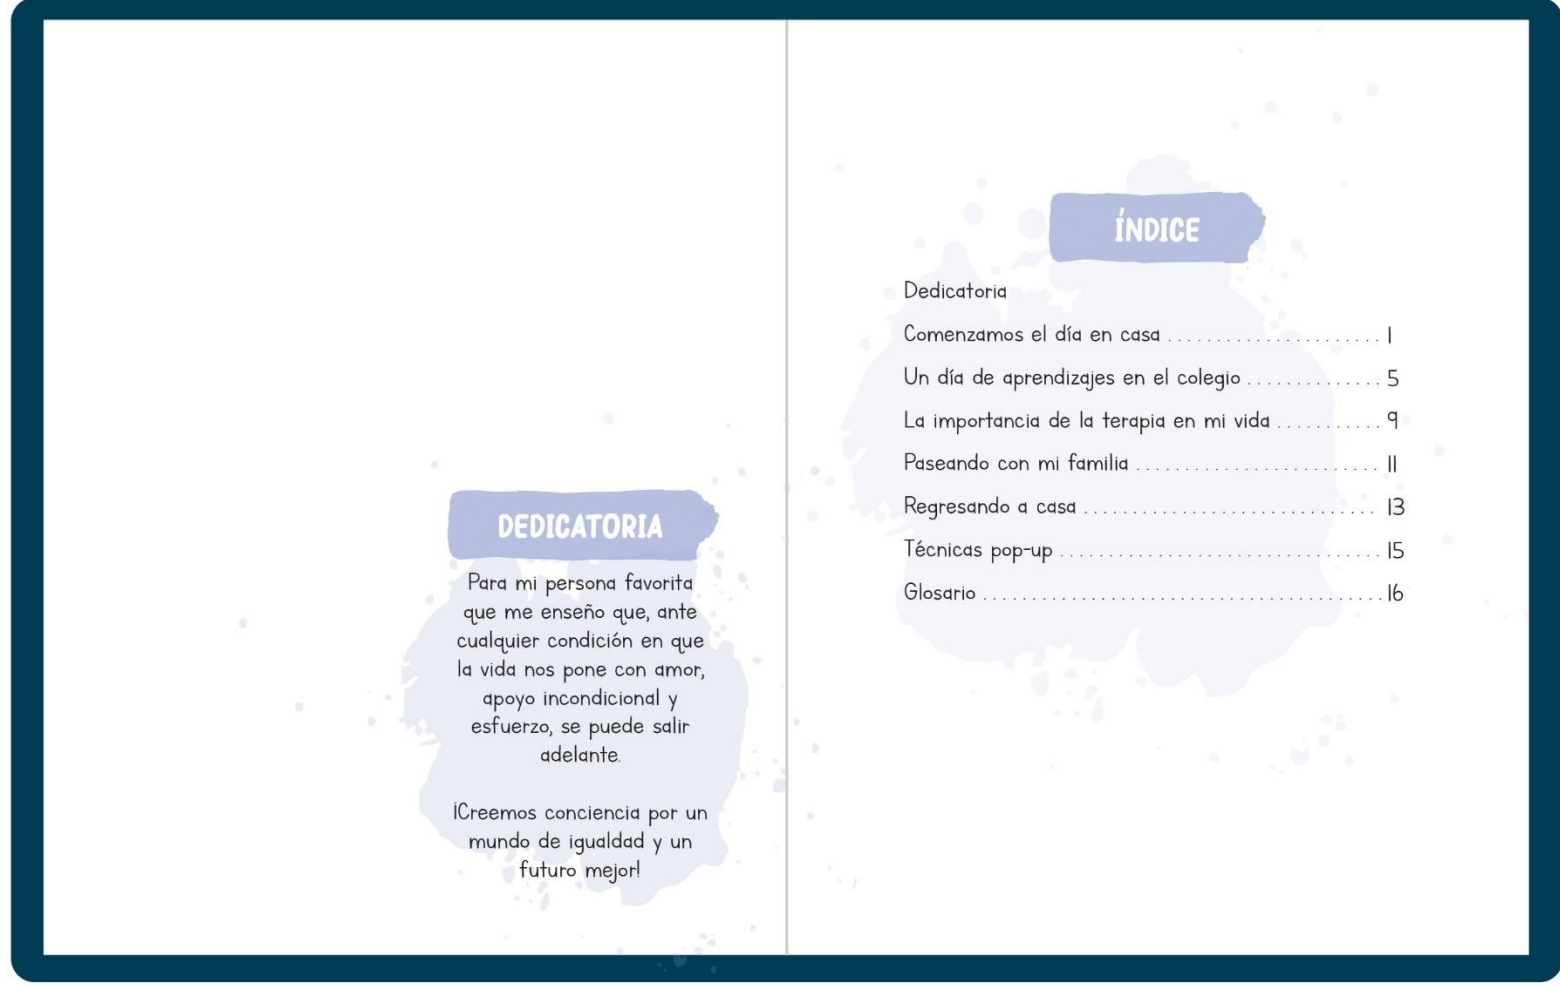 DEDICATORIA
Para mi persona favorita
que me enseño que, ante
cualquier condición en que
la vida nos pone con amor,
apoyo incondicional y
esfuerzo, se puede salir
adelante.
¡Creemos conciencia por un
mundo de igualdad y un
futuro mejor!
ÍNDICE
Dedicatoria
Comenzamos el día en casa ...................... 1
Un día de aprendizajes en el colegio .............. 5
La importancia de la terapia en mi vida ........... 9
Paseando con mi familia ......................... 11
Regresando a casa .............................. 13
Técnicas pop-up ................................. 15
Glosario ......................................... 16